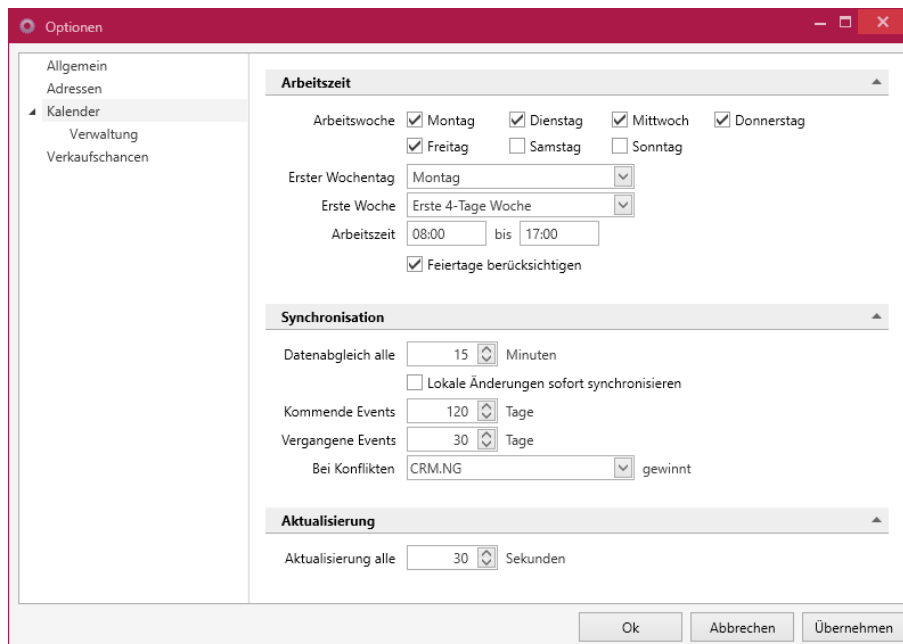 Optionen
Allgemein
Adressen
Kalender
Verwaltung
Verkaufschancen
Arbeitszeit
Arbeitswoche Montag Dienstag Mittwoch Donnerstag
Freitag Samstag Sonntag
Erster Wochentag Montag
Erste Woche Erste 4-Tage Woche
Arbeitszeit 08:00 bis 17:00
Feiertage berücksichtigen
Synchronisation
Datenabgleich alle 15 Minuten
Lokale Änderungen sofort synchronisieren
Kommende Events 120 Tage
Vergangene Events 30 Tage
Bei Konflikten CRM.NG gewinnt
Aktualisierung
Aktualisierung alle 30 Sekunden
Ok Abbrechen Übernehmen